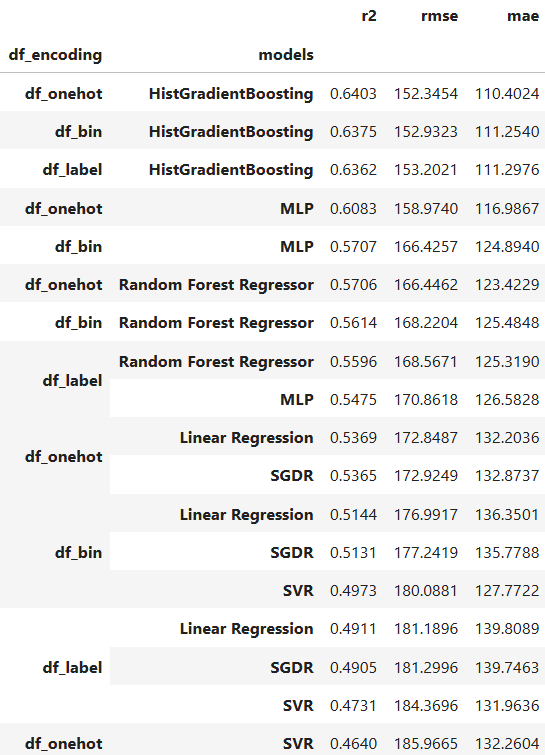 r2 rmse mae
df_encoding models
df_onehot HistGradientBoosting 0.6403 152.3454 110.4024
df_bin HistGradientBoosting 0.6375 152.9323 111.2540
df_label HistGradientBoosting 0.6362 153.2021 111.2976
df_onehot MLP 0.6083 158.9740 116.9867
df_bin MLP 0.5707 166.4257 124.8940
df_onehot Random Forest Regressor 0.5706 166.4462 123.4229
df_bin Random Forest Regressor 0.5614 168.2204 125.4848
df_label Random Forest Regressor 0.5596 168.5671 125.3190
MLP 0.5475 170.8618 126.5828
df_onehot Linear Regression 0.5369 172.8487 132.2036
SGDR 0.5365 172.9249 132.8737
df_bin Linear Regression 0.5144 176.9917 136.3501
SGDR 0.5131 177.2419 135.7788
SVR 0.4973 180.0881 127.7722
df_label Linear Regression 0.4911 181.1896 139.8089
SGDR 0.4905 181.2996 139.7463
SVR 0.4731 184.3696 131.9636
df_onehot SVR 0.4640 185.9665 132.2604